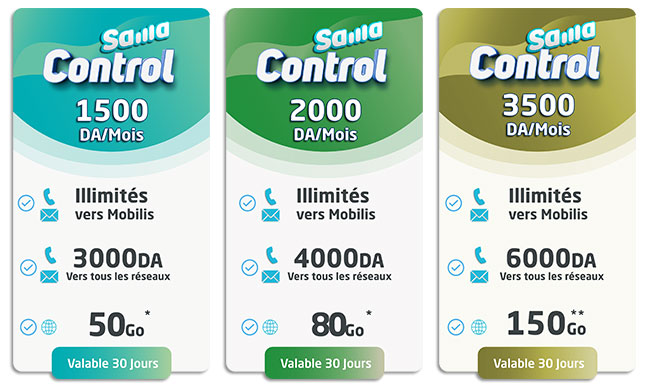 Sama
Control
1500
DA/Mois
Illimités
vers Mobilis
3000DA
Vers tous les réseaux
50Go*
Valable 30 Jours
Sama
Control
2000
DA/Mois
Illimités
vers Mobilis
4000DA
Vers tous les réseaux
80Go*
Valable 30 Jours
Sama
Control
3500
DA/Mois
Illimités
vers Mobilis
6000DA
Vers tous les réseaux
150Go**
Valable 30 Jours